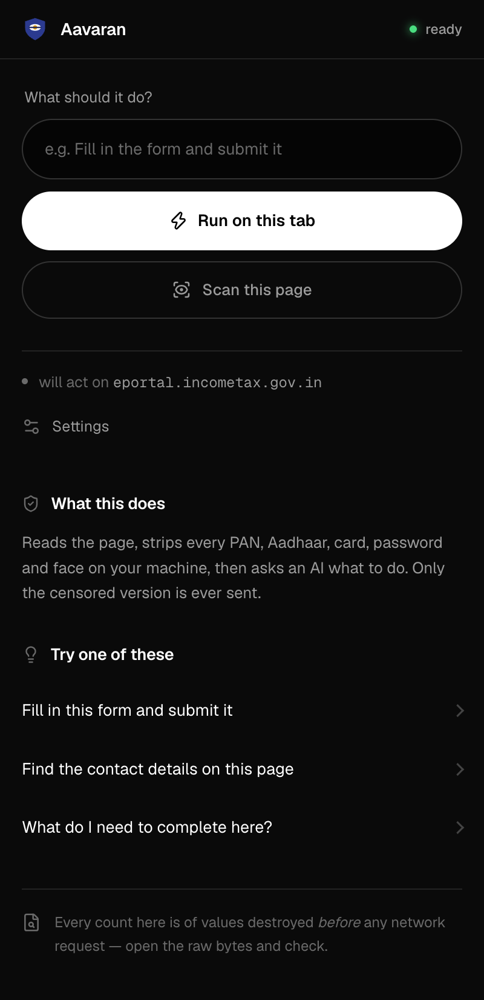 Aavaran
ready
What should it do?
e.g. Fill in the form and submit it
Run on this tab
Scan this page
will act on eportal.incometax.gov.in
Settings
What this does
Reads the page, strips every PAN, Aadhaar, card, password
and face on your machine, then asks an AI what to do. Only
the censored version is ever sent.
Try one of these
Fill in this form and submit it
Find the contact details on this page
What do I need to complete here?
Every count here is of values destroyed before any network
request — open the raw bytes and check.